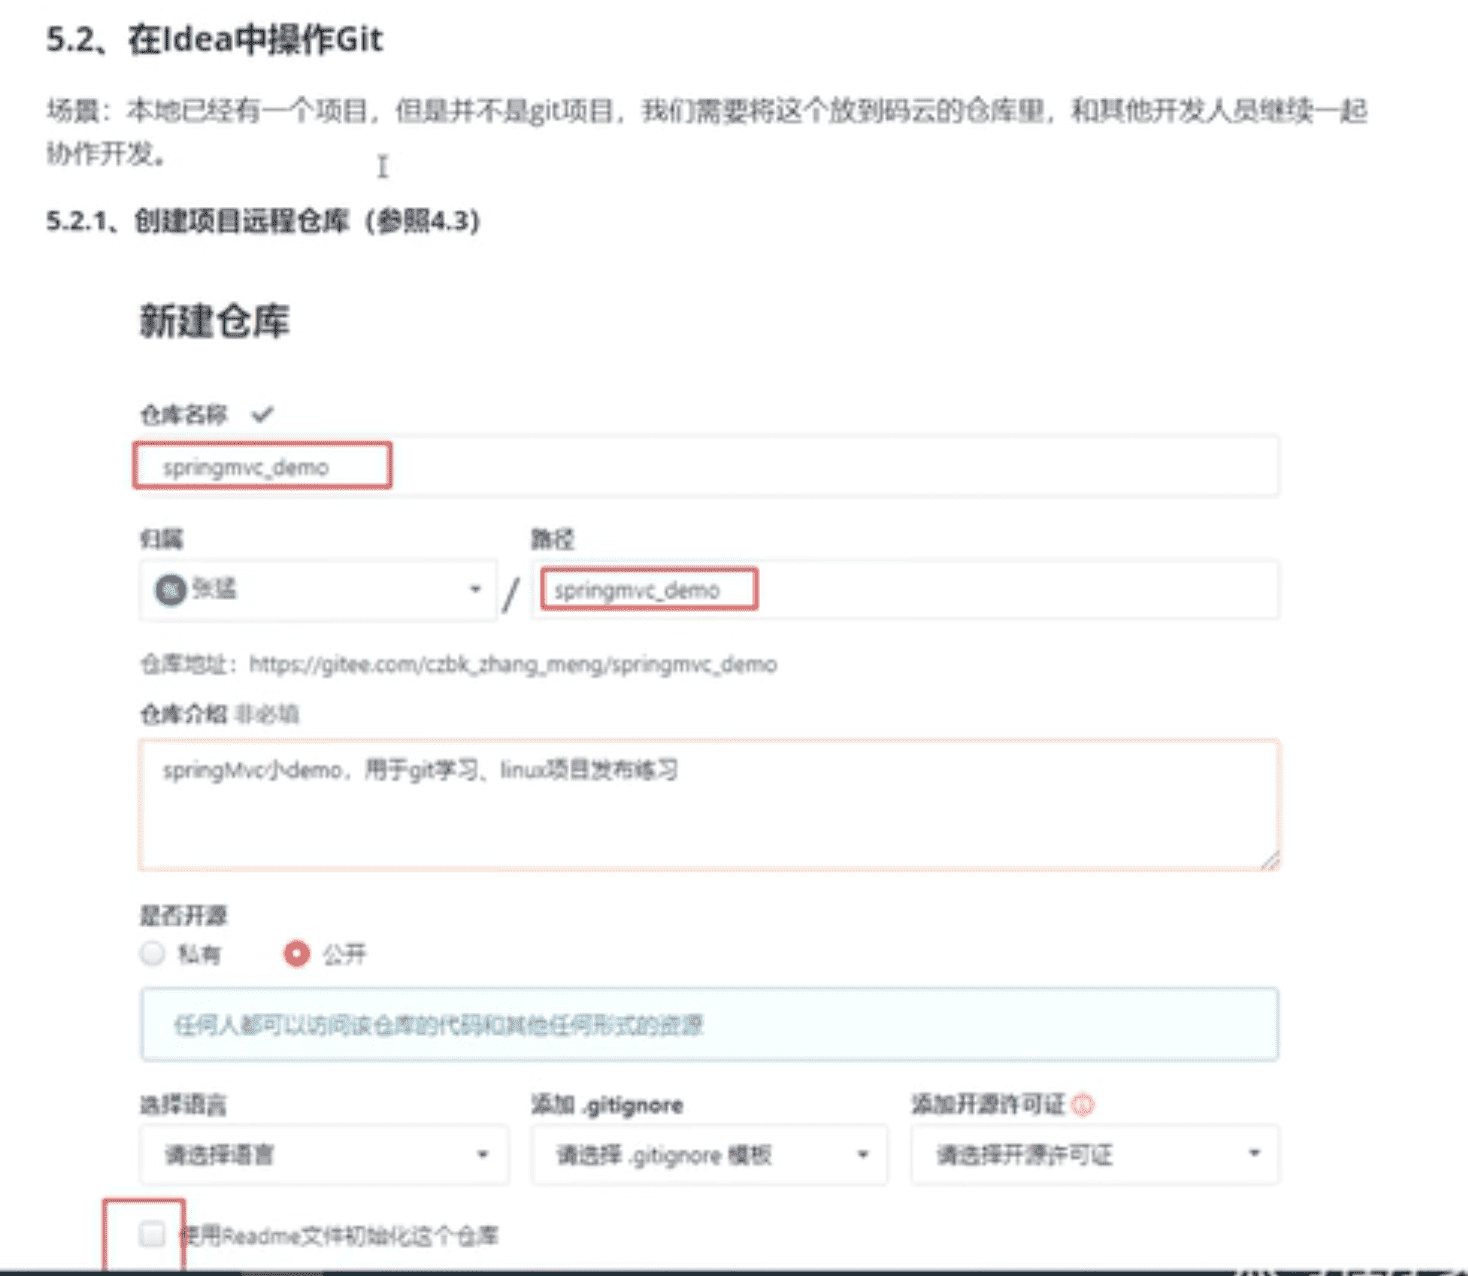 5.2、在Idea中操作Git
场景：本地已经有一个项目，但是并不是git项目，我们需要将这个放到码云的仓库里，和其他开发人员继续一起
协作开发。
5.2.1、创建项目远程仓库（参照4.3）
新建仓库
仓库名称
springmvc_demo
归属 路径
张猛 / springmvc_demo
仓库地址：https://gitee.com/czbk_zhang_meng/springmvc_demo
仓库介绍 非必填
springMvc小demo，用于git学习、linux项目发布练习
是否开源
私有 公开
任何人都可以访问该仓库的代码和其他任何形式的资源
选择语言 添加 .gitignore 添加开源许可证
请选择语言 请选择 .gitignore 模板 请选择开源许可证
使用Readme文件初始化这个仓库